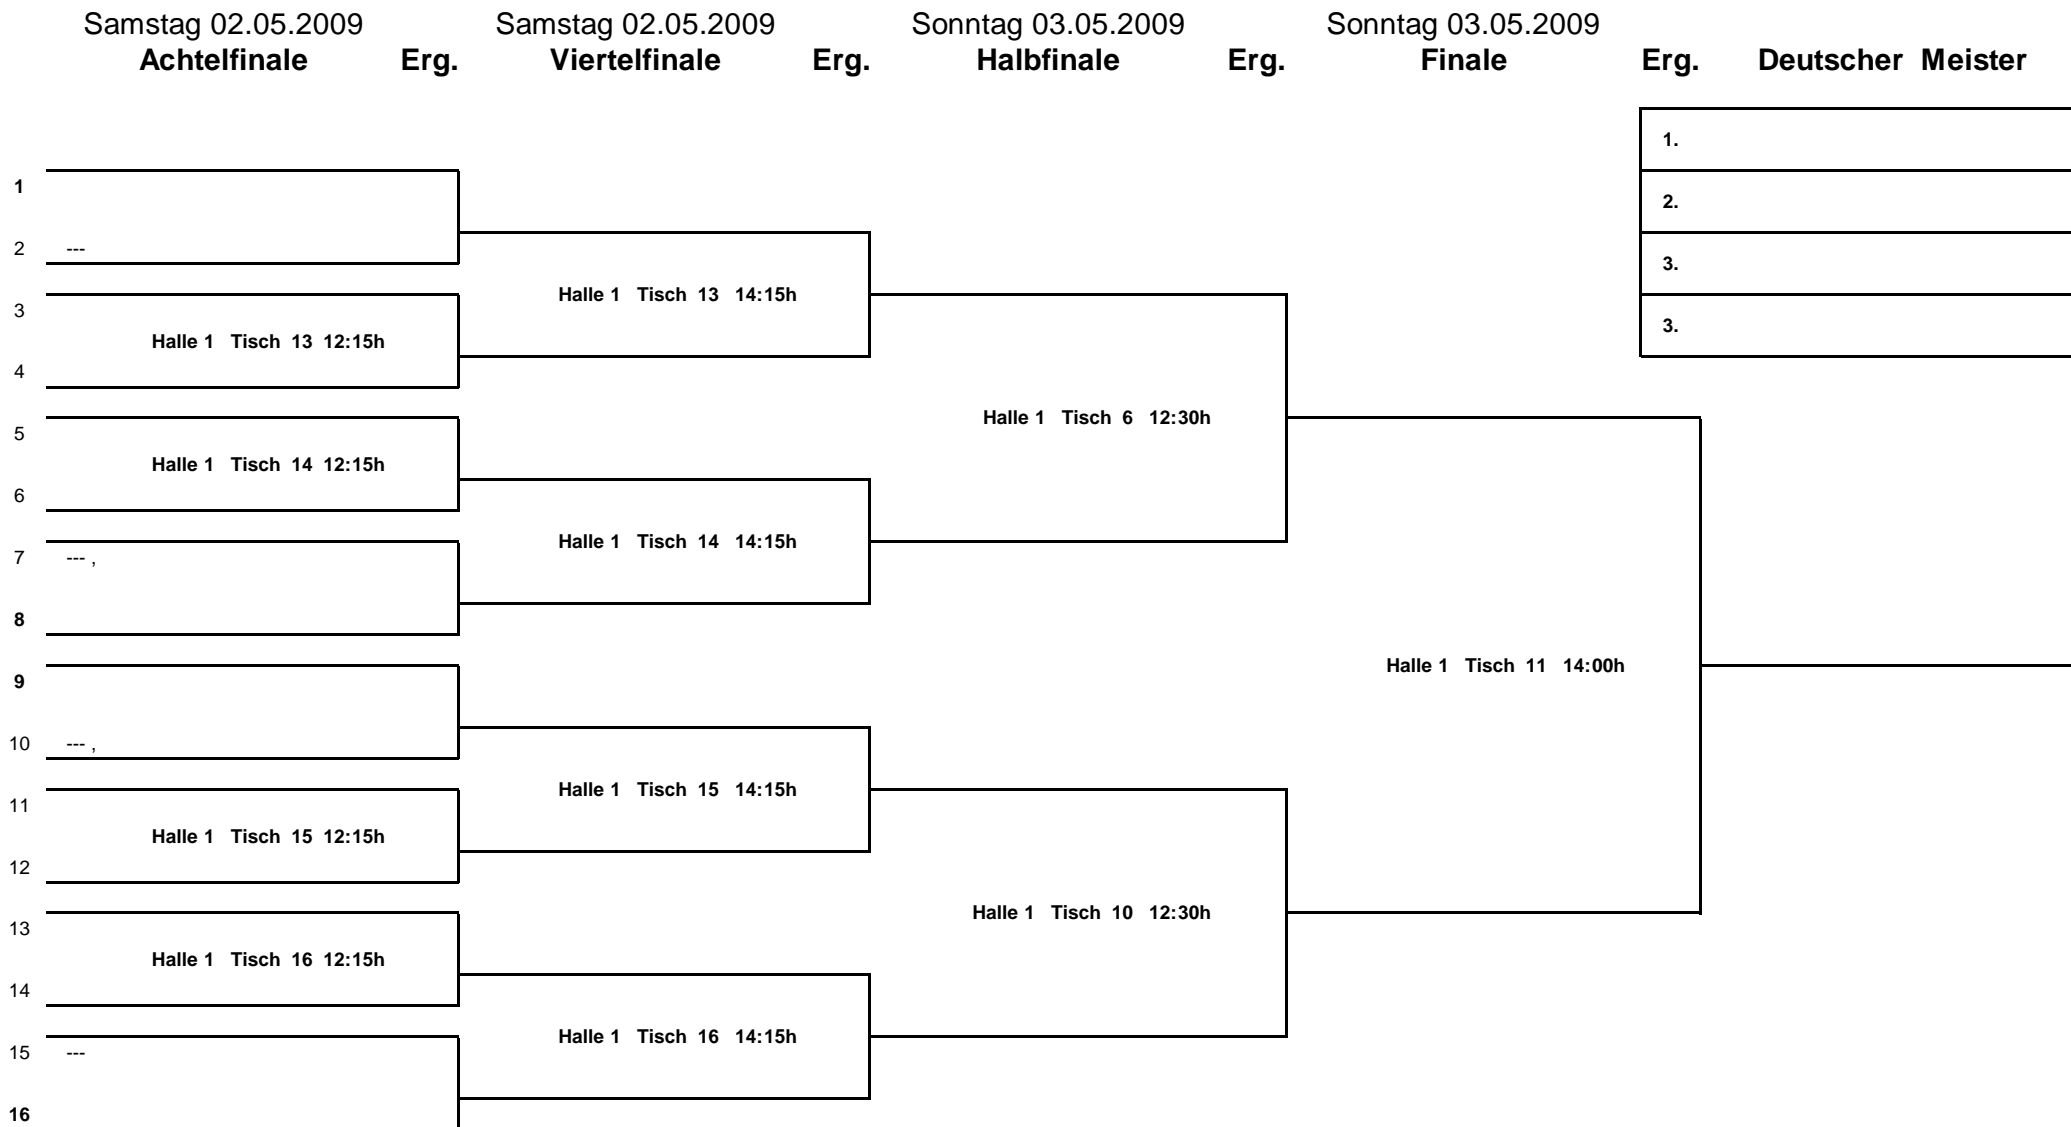 Samstag 02.05.2009 Samstag 02.05.2009 Sonntag 03.05.2009 Sonntag 03.05.2009
Achtelfinale Erg. Viertelfinale Erg. Halbfinale Erg. Finale Erg. Deutscher Meister
1.
1
2.
2 ---
3.
Halle 1 Tisch 13 14:15h
3
3.
Halle 1 Tisch 13 12:15h
4
Halle 1 Tisch 6 12:30h
5
Halle 1 Tisch 14 12:15h
6
Halle 1 Tisch 14 14:15h
7 --- ,
8
Halle 1 Tisch 11 14:00h
9
10 --- ,
Halle 1 Tisch 15 14:15h
11
Halle 1 Tisch 15 12:15h
12
Halle 1 Tisch 10 12:30h
13
Halle 1 Tisch 16 12:15h
14
Halle 1 Tisch 16 14:15h
15 ---
16